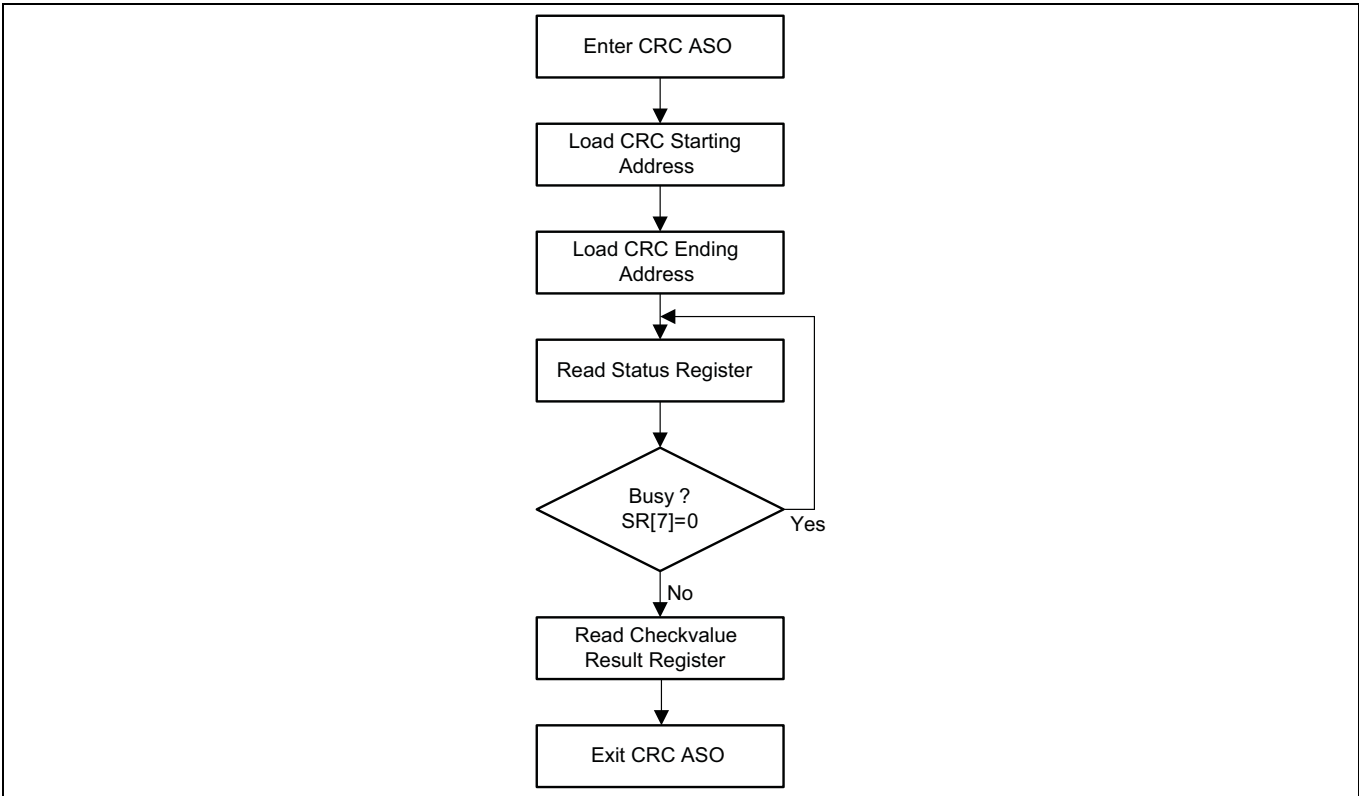 Enter CRC ASO
Load CRC Starting
Address
Load CRC Ending
Address
Read Status Register
Busy ?
SR[7]=0
Yes
No
Read Checkvalue
Result Register
Exit CRC ASO